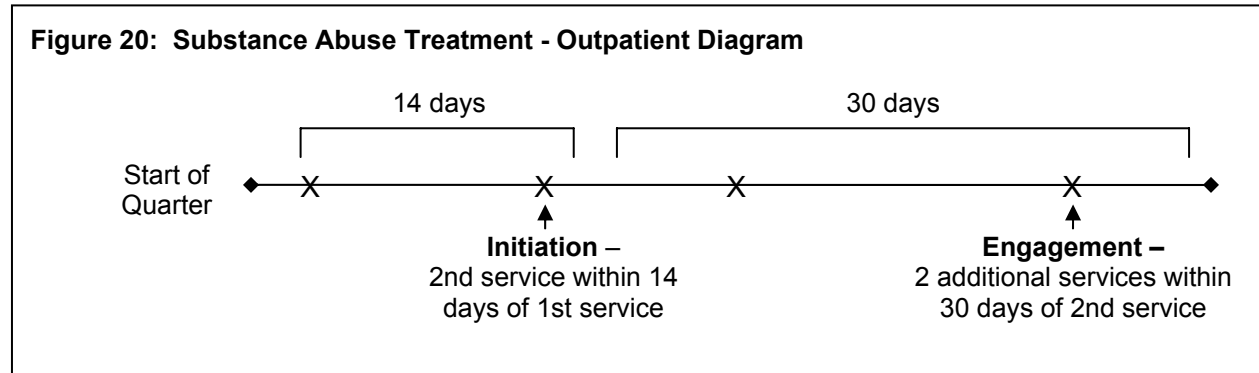 Figure 20: Substance Abuse Treatment - Outpatient Diagram
14 days
30 days
Start of
Quarter
X
X
X
X
Initiation –
2nd service within 14
days of 1st service
Engagement –
2 additional services within
30 days of 2nd service